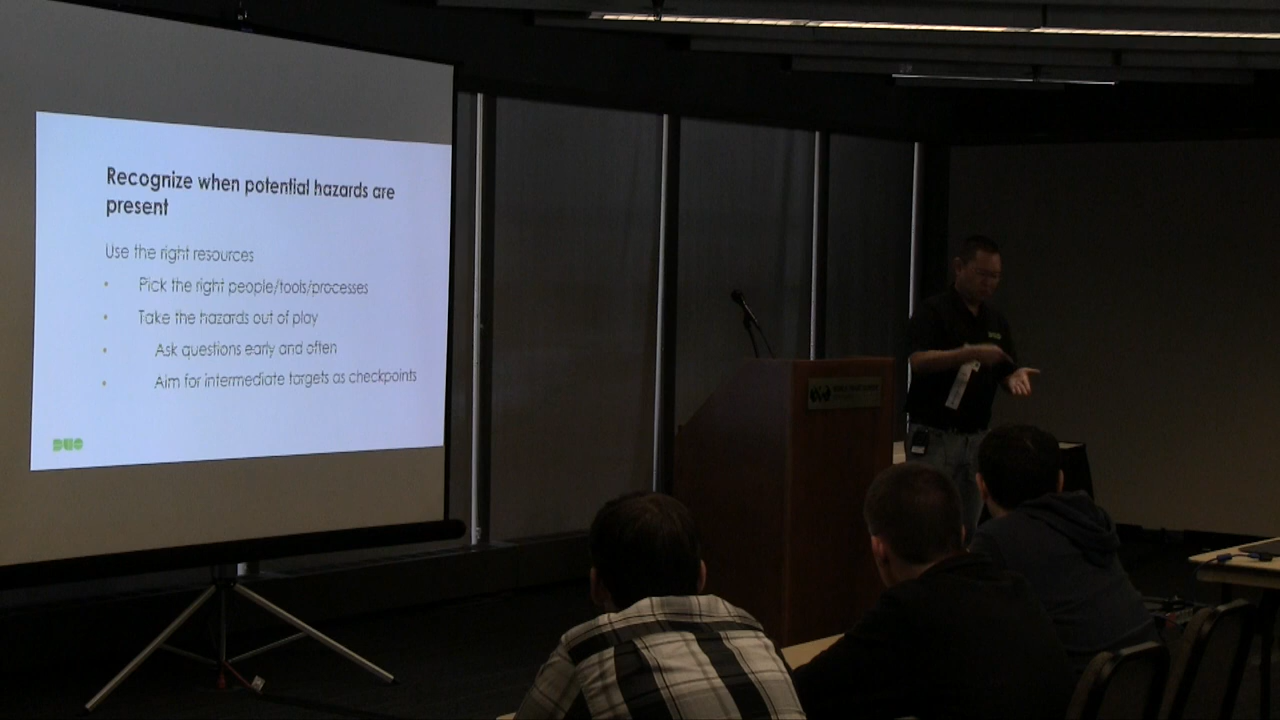 Recognize when potential hazards are
present
Use the right resources
• Pick the right people/tools/processes
• Take the hazards out of play
• Ask questions early and often
• Aim for intermediate targets as checkpoints
DUO